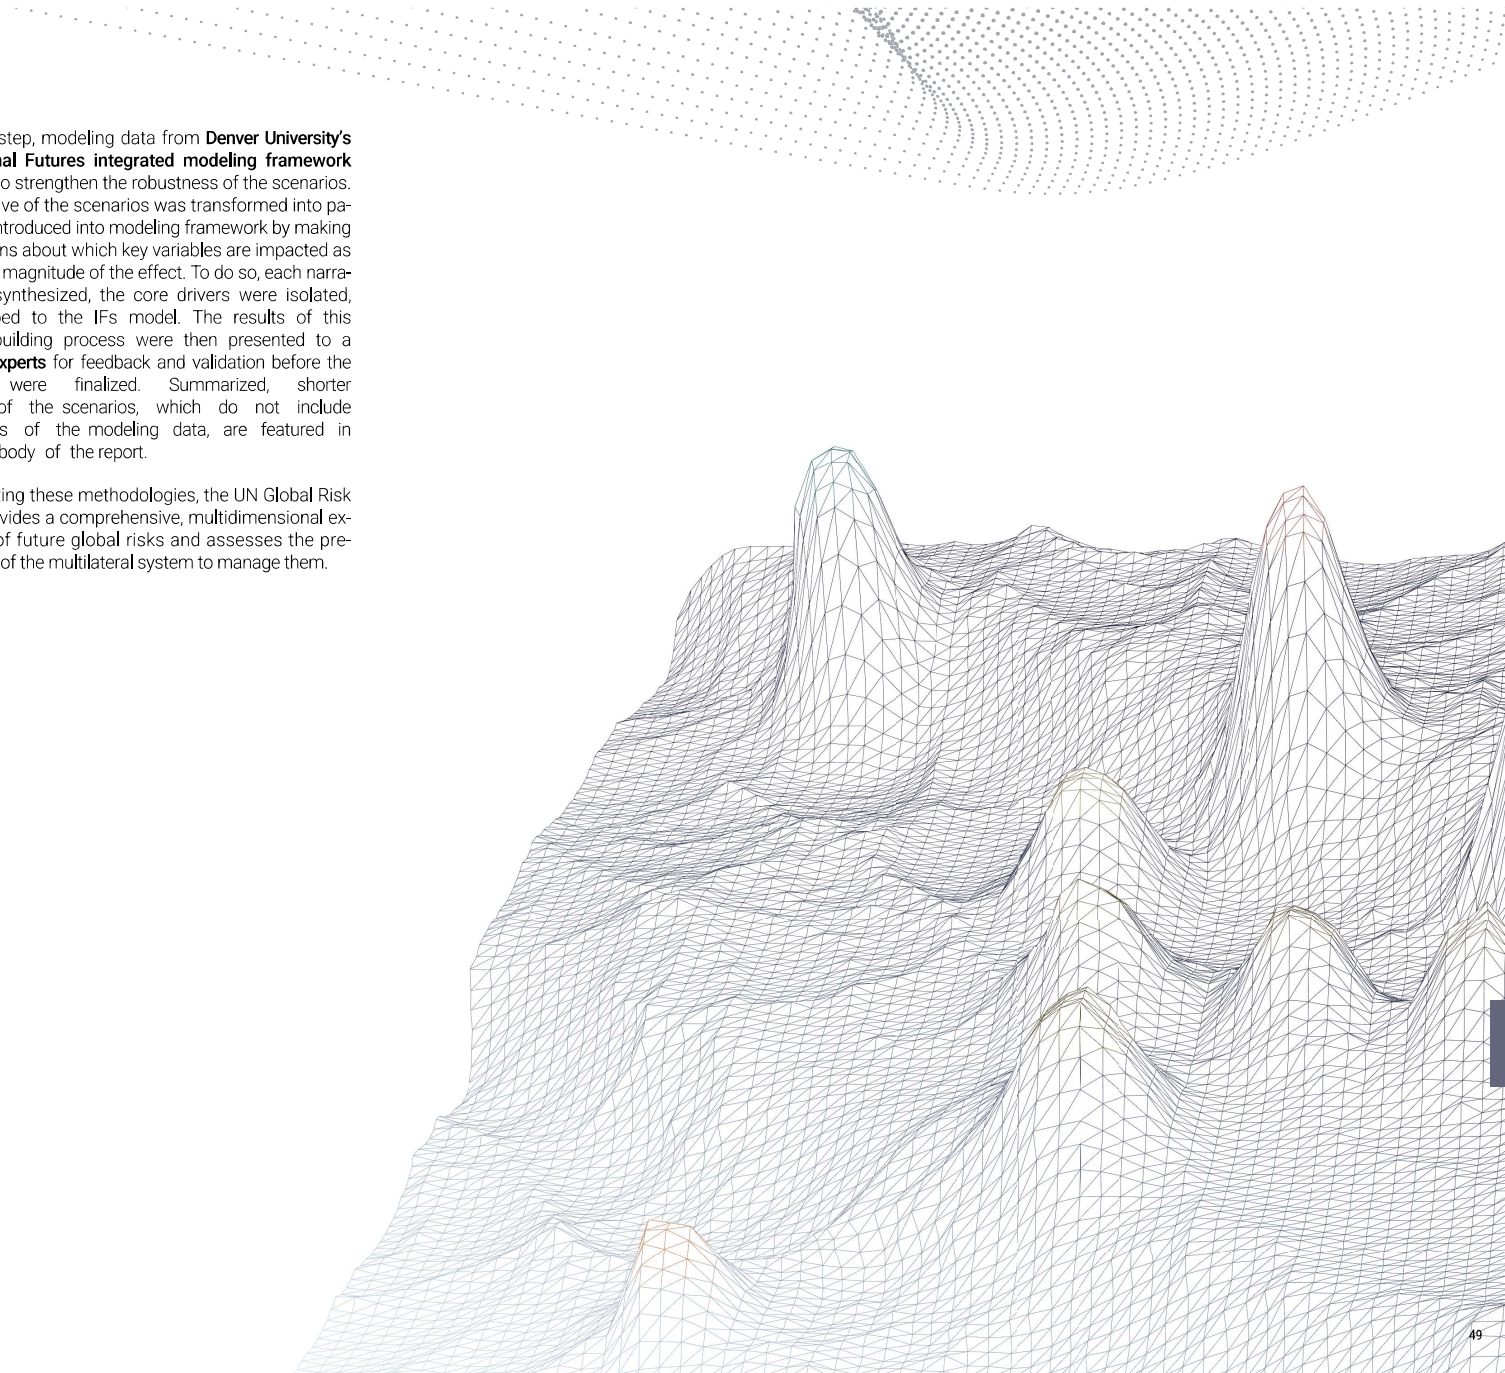 step, modeling data from Denver University's
nal Futures integrated modeling framework
o strengthen the robustness of the scenarios.
ve of the scenarios was transformed into pa-
ntroduced into modeling framework by making
ns about which key variables are impacted as
magnitude of the effect. To do so, each narra-
synthesized, the core drivers were isolated,
ped to the IFs model. The results of this
building process were then presented to a
xperts for feedback and validation before the
were finalized. Summarized, shorter
of the scenarios, which do not include
s of the modeling data, are featured in
body of the report.
ting these methodologies, the UN Global Risk
vides a comprehensive, multidimensional ex-
of future global risks and assesses the pre-
of the multilateral system to manage them.
49